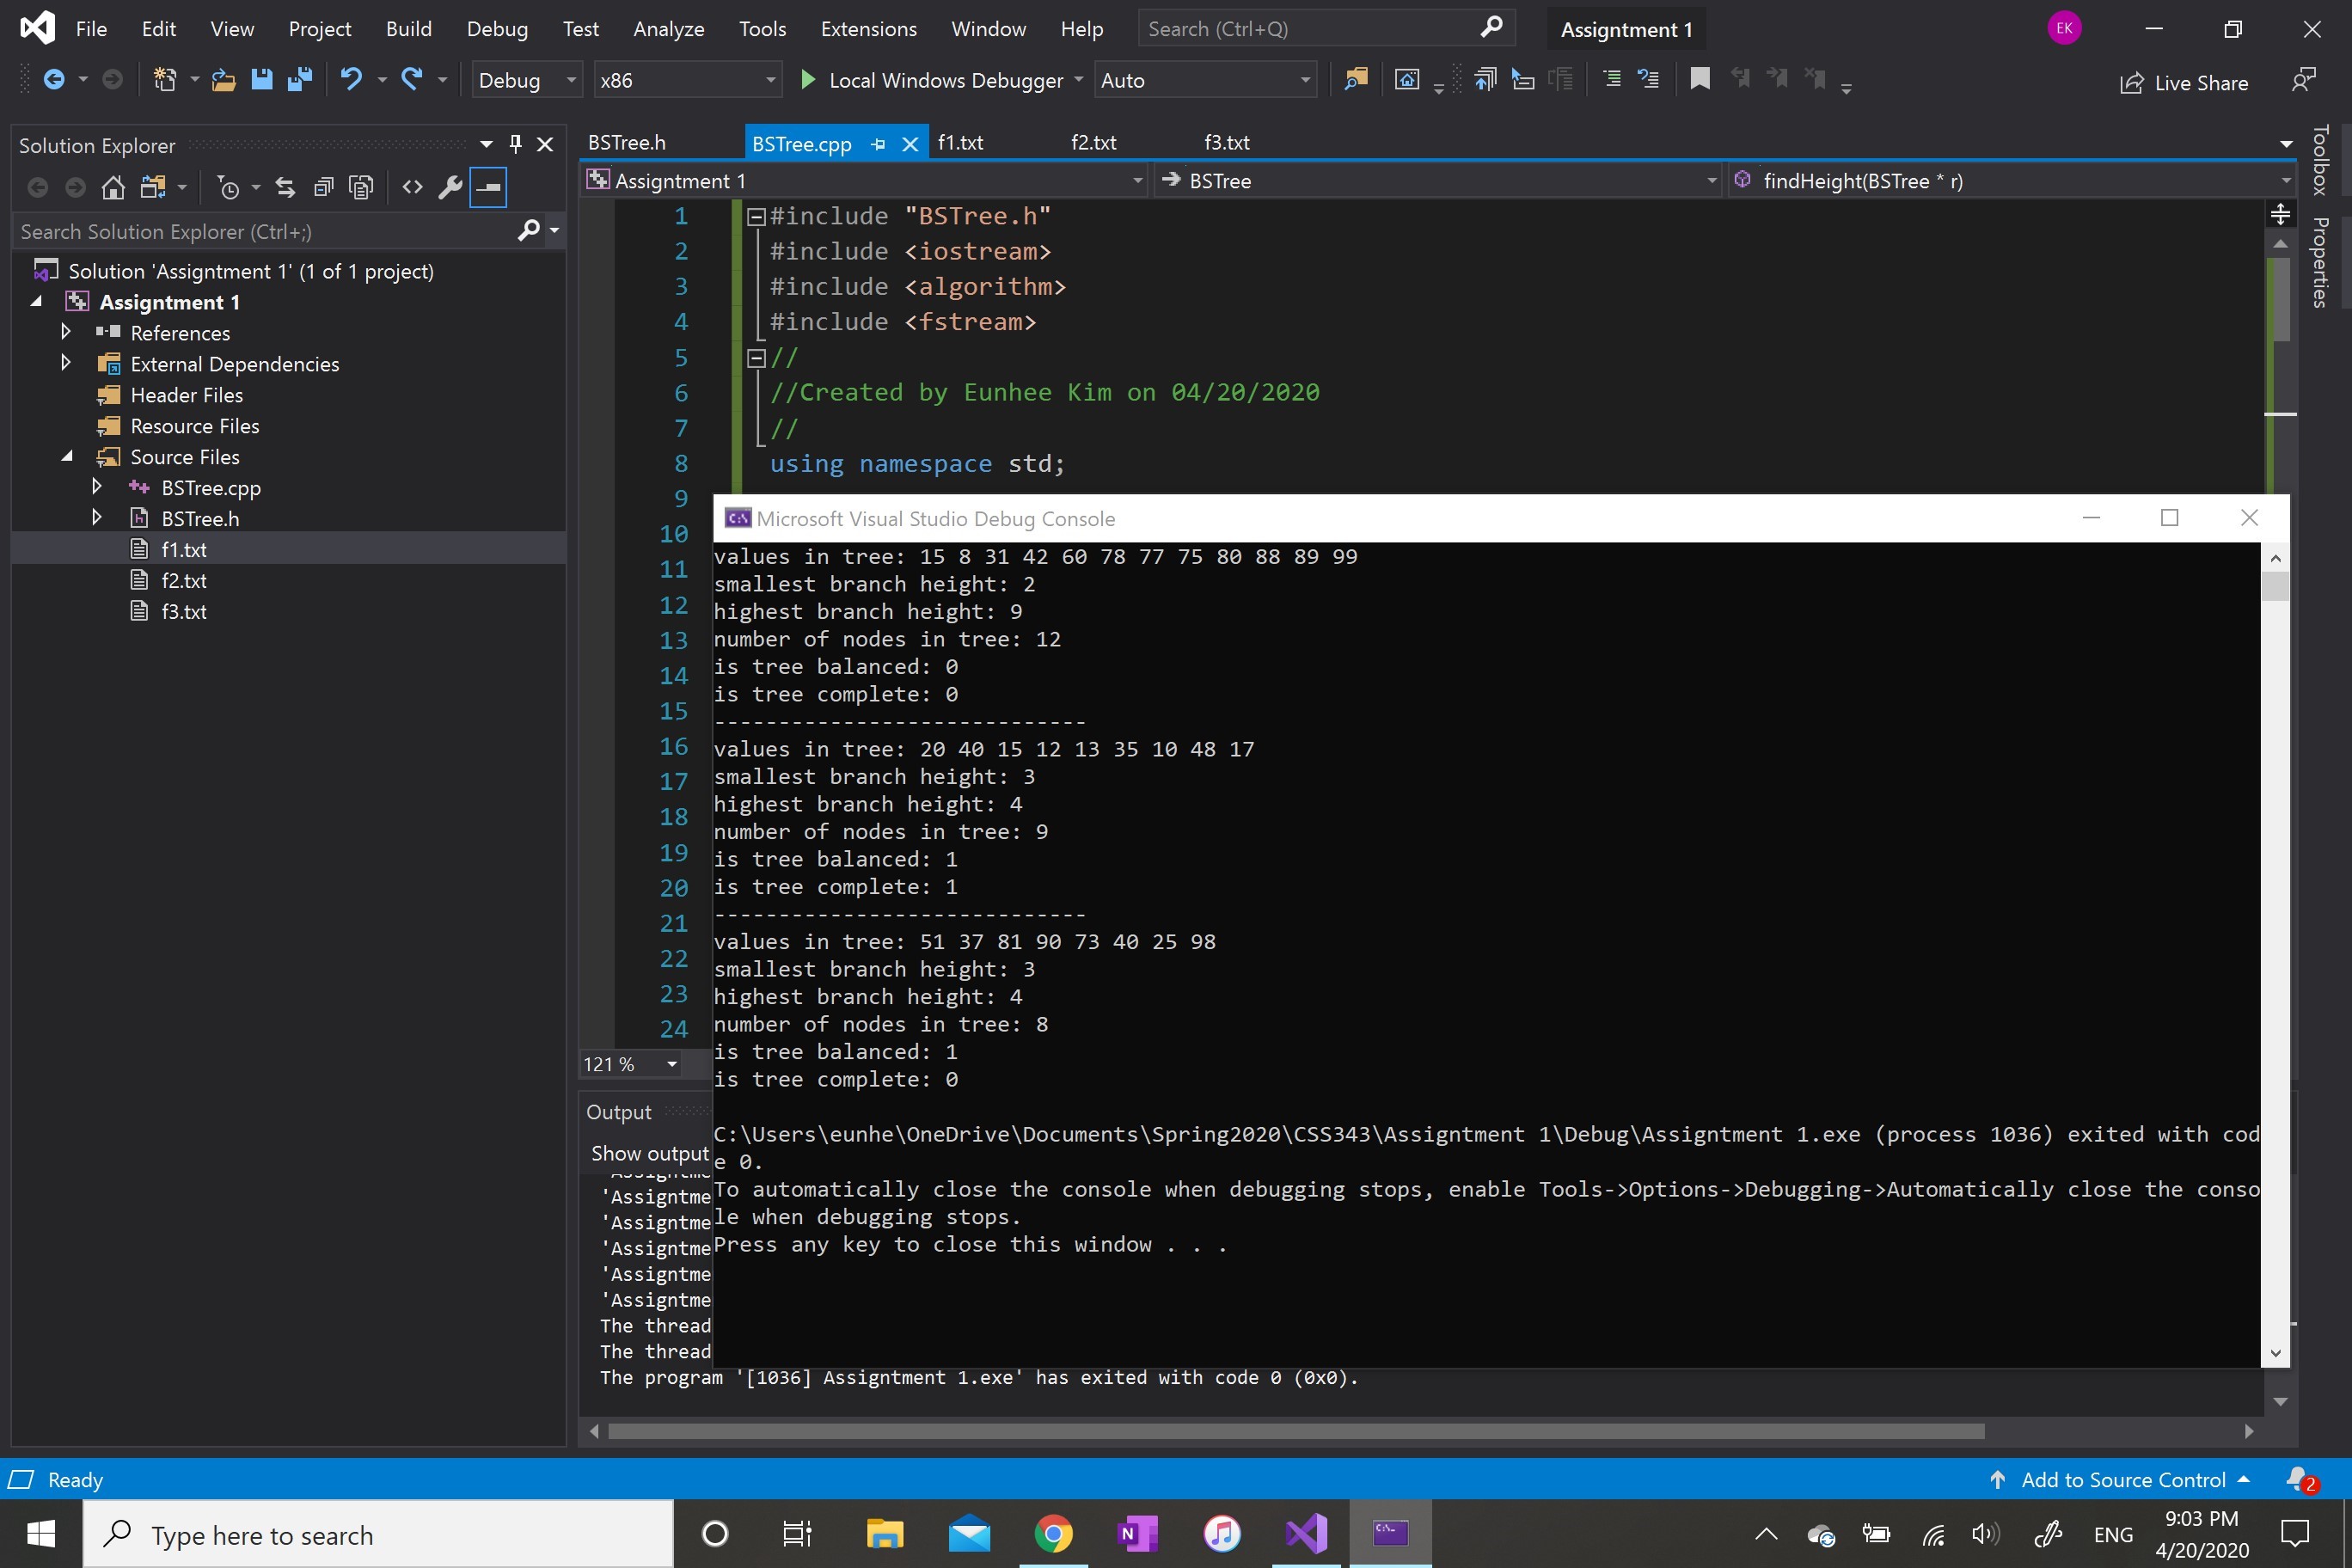 File Edit View Project Build Debug Test Analyze Tools Extensions Window Help Search (Ctrl+Q) Assigntment 1 EK
Debug x86 Local Windows Debugger Auto Live Share
Solution Explorer
Search Solution Explorer (Ctrl+;)
Solution 'Assigntment 1' (1 of 1 project)
Assigntment 1
References
External Dependencies
Header Files
Resource Files
Source Files
BSTree.cpp
BSTree.h
f1.txt
f2.txt
f3.txt
BSTree.h BSTree.cpp f1.txt f2.txt f3.txt
Assigntment 1 BSTree findHeight(BSTree * r)
1 #include "BSTree.h"
2 #include <iostream>
3 #include <algorithm>
4 #include <fstream>
5 //
6 //Created by Eunhee Kim on 04/20/2020
7 //
8 using namespace std;
9
10
11
12
13
14
15
16
17
18
19
20
21
22
23
24
121 %
Microsoft Visual Studio Debug Console
values in tree: 15 8 31 42 60 78 77 75 80 88 89 99
smallest branch height: 2
highest branch height: 9
number of nodes in tree: 12
is tree balanced: 0
is tree complete: 0
-----------------------------
values in tree: 20 40 15 12 13 35 10 48 17
smallest branch height: 3
highest branch height: 4
number of nodes in tree: 9
is tree balanced: 1
is tree complete: 1
-----------------------------
values in tree: 51 37 81 90 73 40 25 98
smallest branch height: 3
highest branch height: 4
number of nodes in tree: 8
is tree balanced: 1
is tree complete: 0
C:\Users\eunhe\OneDrive\Documents\Spring2020\CSS343\Assigntment 1\Debug\Assigntment 1.exe (process 1036) exited with cod
e 0.
To automatically close the console when debugging stops, enable Tools->Options->Debugging->Automatically close the conso
le when debugging stops.
Press any key to close this window . . .
Output
Show output
'Assigntme
'Assigntme
'Assigntme
'Assigntme
'Assigntme
The thread
The thread
The program '[1036] Assigntment 1.exe' has exited with code 0 (0x0).
Toolbox
Properties
Ready Add to Source Control 2
Type here to search N ENG 9:03 PM
4/20/2020